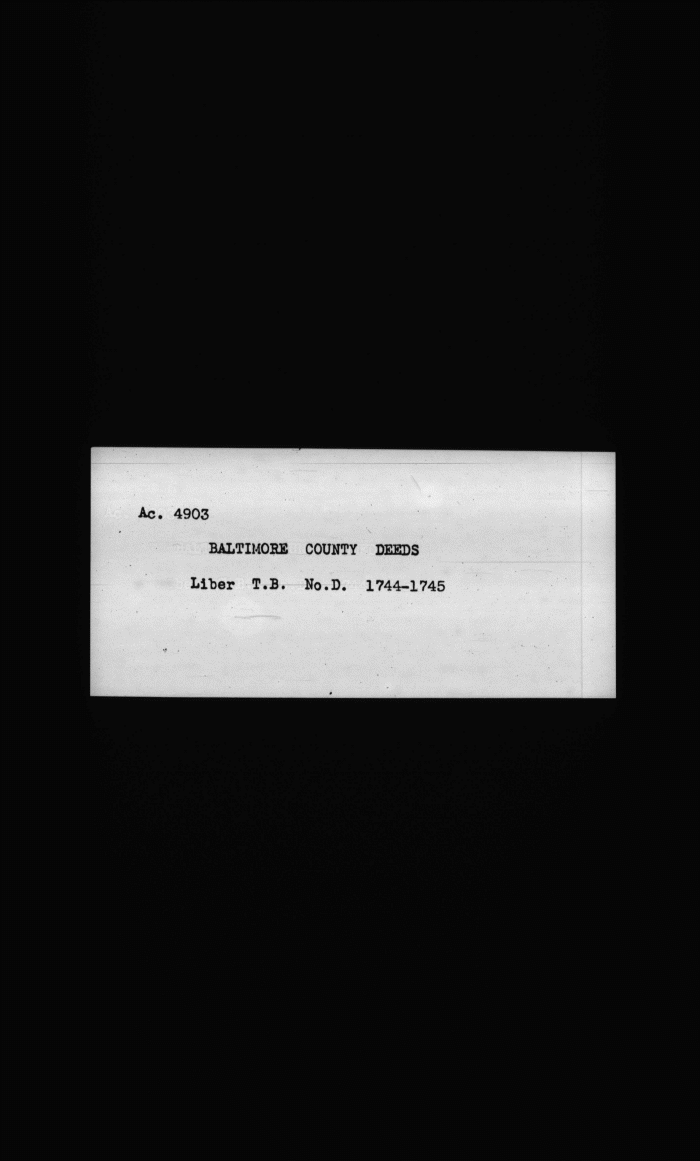 Ac. 4903
BALTIMORE COUNTY DEEDS
Liber T.B. No.D. 1744-1745